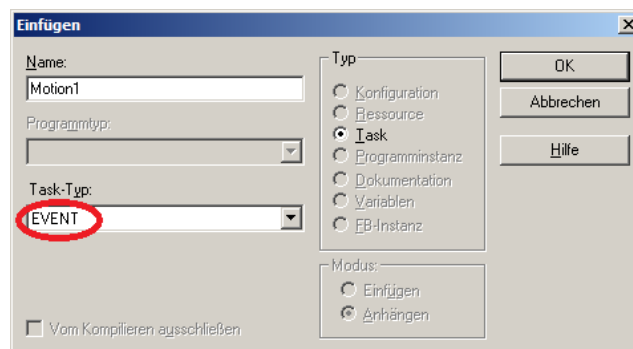 Einfügen
Name:
Motion1
Programmtyp:
Task-Typ:
EVENT
Vom Kompilieren ausschließen
Typ
Konfiguration
Ressource
Task
Programminstanz
Dokumentation
Variablen
FB-Instanz
Modus:
Einfügen
Anhängen
OK
Abbrechen
Hilfe